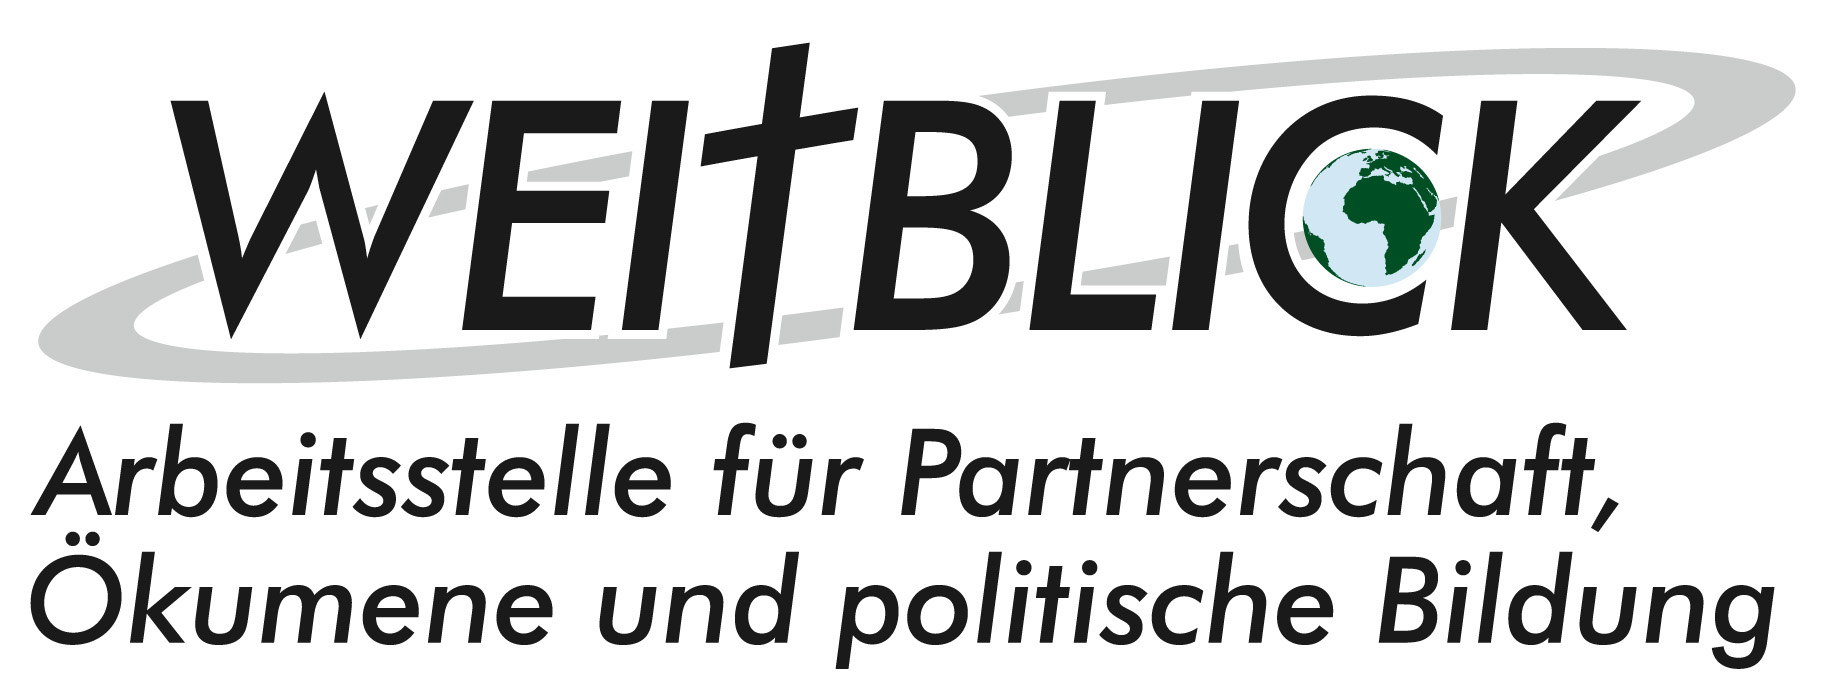 WEITBLICK
Arbeitsstelle für Partnerschaft,
Ökumene und politische Bildung